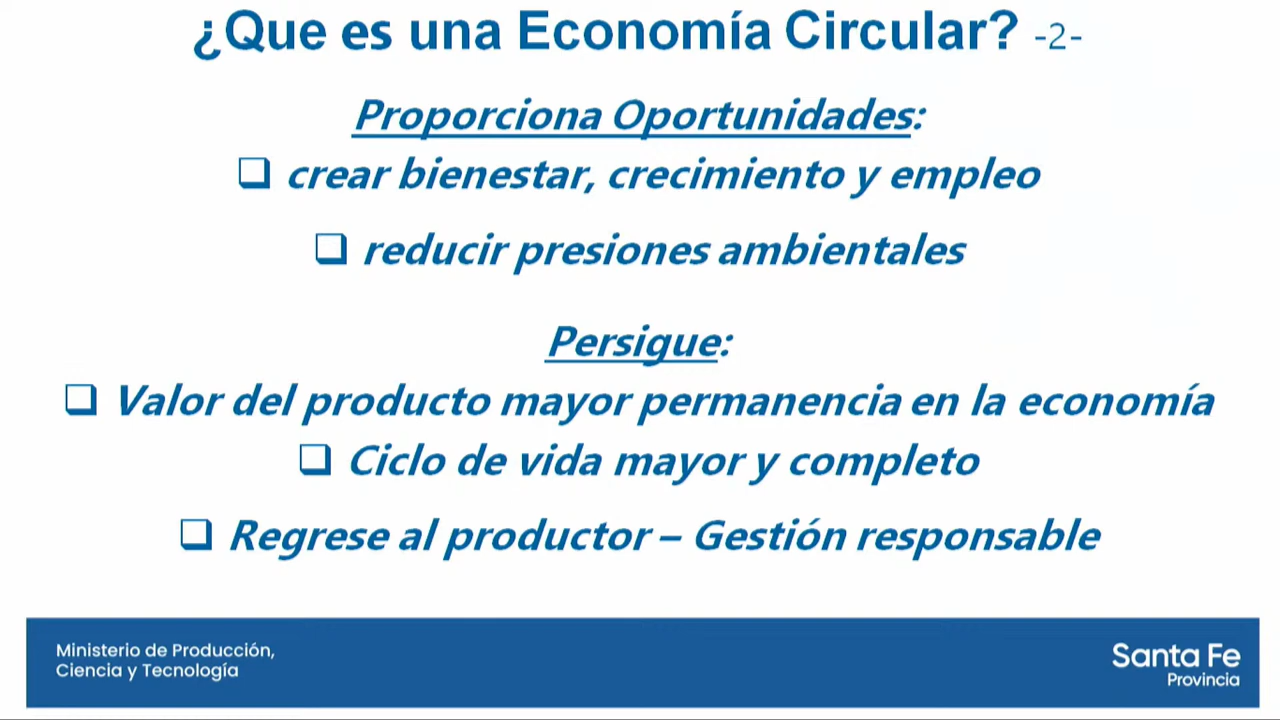 ¿Que es una Economía Circular? -2-
Proporciona Oportunidades:
❑ crear bienestar, crecimiento y empleo
❑ reducir presiones ambientales
Persigue:
❑ Valor del producto mayor permanencia en la economía
❑ Ciclo de vida mayor y completo
❑ Regrese al productor – Gestión responsable
Ministerio de Producción,
Ciencia y Tecnología
Santa Fe
Provincia